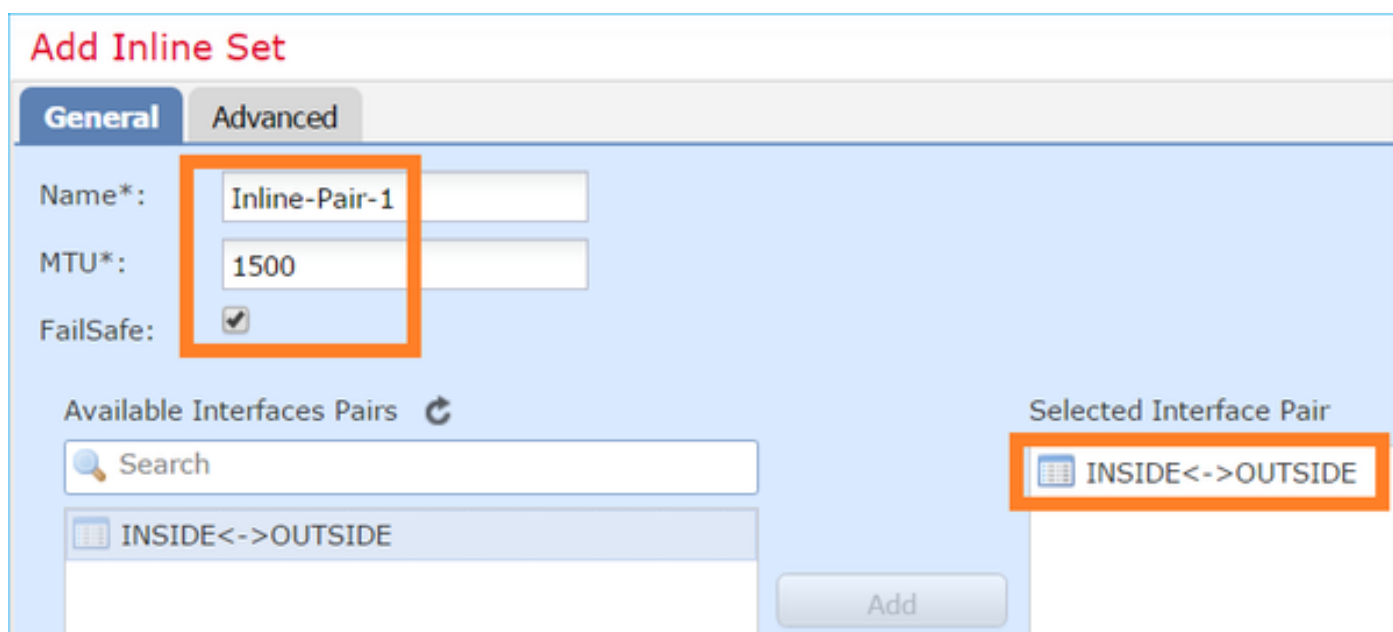 Add Inline Set
General Advanced
Name*: Inline-Pair-1
MTU*: 1500
FailSafe:
Available Interfaces Pairs
Search
INSIDE<->OUTSIDE
Add
Selected Interface Pair
INSIDE<->OUTSIDE